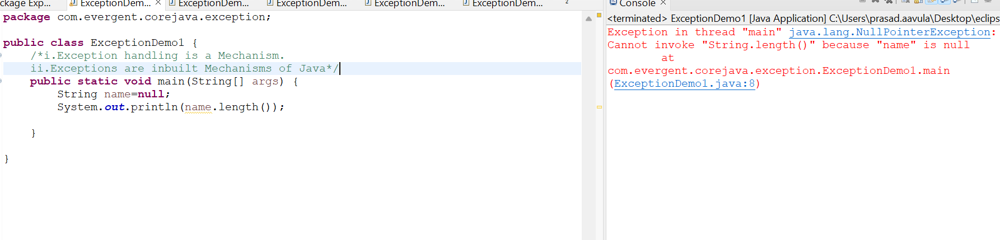 ckage Exp...
ExceptionDem...
ExceptionDem...
ExceptionDem...
ExceptionDem...
ExceptionDem...
2
package com.evergent.corejava.exception;
public class ExceptionDemo1 {
/*i.Exception handling is a Mechanism.
ii.Exceptions are inbuilt Mechanisms of Java*/
public static void main(String[] args) {
String name=null;
System.out.println(name.length());
}
}
Console
<terminated> ExceptionDemo1 [Java Application] C:\Users\prasad.aavula\Desktop\eclips
Exception in thread "main" java.lang.NullPointerException:
Cannot invoke "String.length()" because "name" is null
at
com.evergent.corejava.exception.ExceptionDemo1.main
(ExceptionDemo1.java:8)